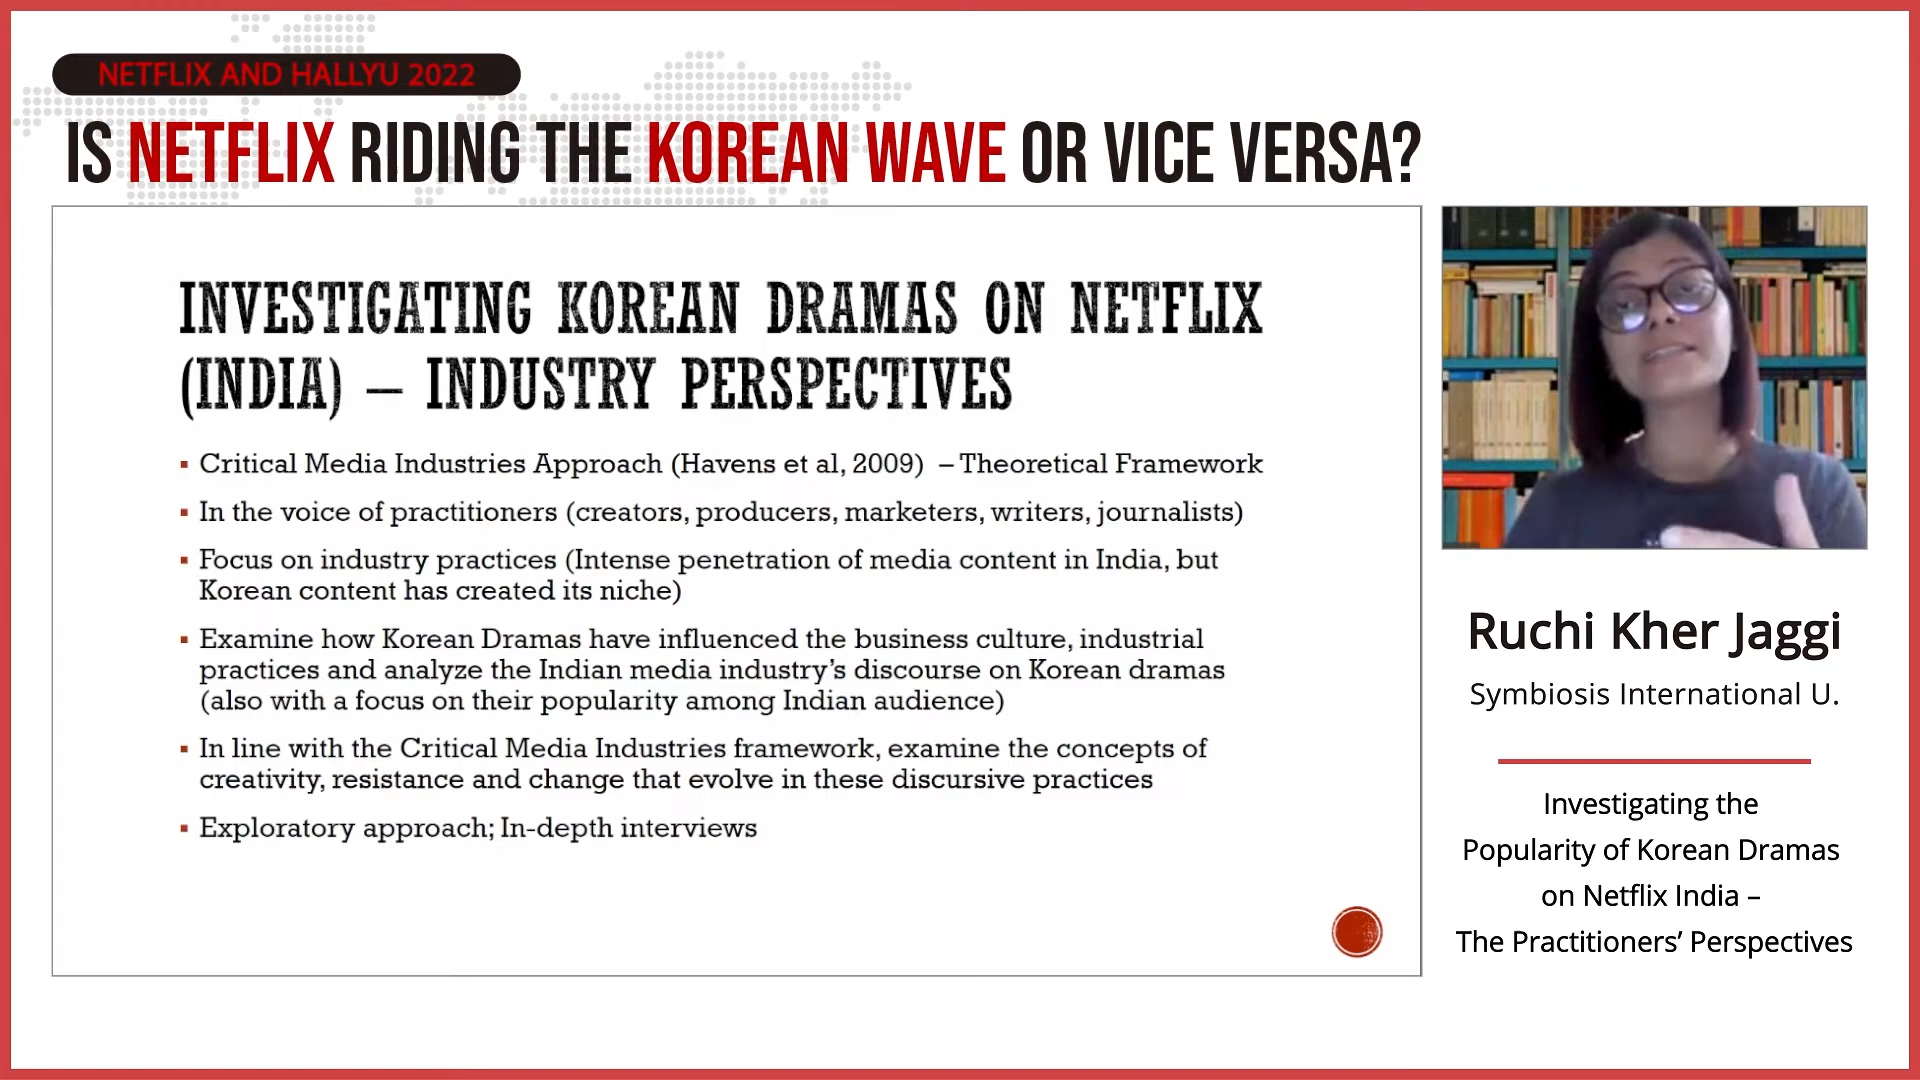 NETFLIX AND HALLYU 2022
IS NETFLIX RIDING THE KOREAN WAVE OR VICE VERSA?
INVESTIGATING KOREAN DRAMAS ON NETFLIX
(INDIA) – INDUSTRY PERSPECTIVES
▪ Critical Media Industries Approach (Havens et al, 2009) – Theoretical Framework
▪ In the voice of practitioners (creators, producers, marketers, writers, journalists)
▪ Focus on industry practices (Intense penetration of media content in India, but
Korean content has created its niche)
▪ Examine how Korean Dramas have influenced the business culture, industrial
practices and analyze the Indian media industry’s discourse on Korean dramas
(also with a focus on their popularity among Indian audience)
▪ In line with the Critical Media Industries framework, examine the concepts of
creativity, resistance and change that evolve in these discursive practices
▪ Exploratory approach; In-depth interviews
Ruchi Kher Jaggi
Symbiosis International U.
Investigating the
Popularity of Korean Dramas
on Netflix India –
The Practitioners’ Perspectives